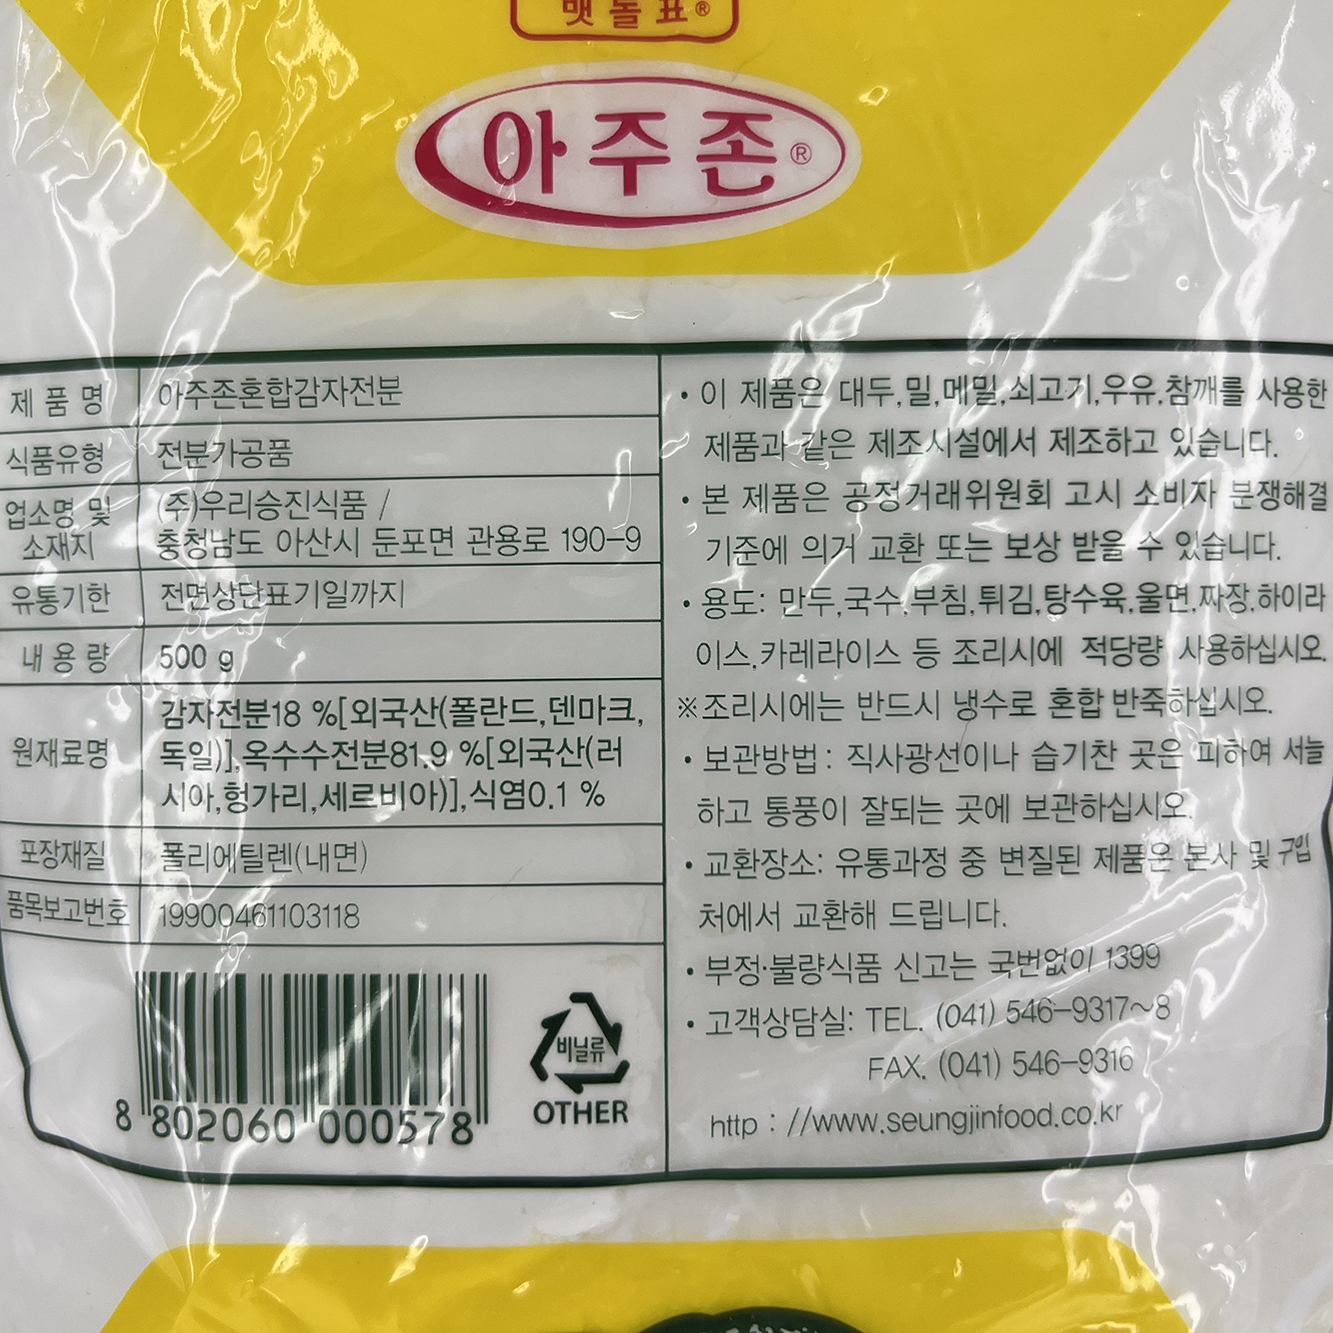 맷돌표®
아주존®
제품명 아주존혼합감자전분
식품유형 전분가공품
업소명 및 소재지 (주)우리승진식품 /
충청남도 아산시 둔포면 관용로 190-9
유통기한 전면상단표기일까지
내용량 500 g
원재료명 감자전분18 %[외국산(폴란드,덴마크,
독일)],옥수수전분81.9 %[외국산(러
시아,헝가리,세르비아)],식염0.1 %
포장재질 폴리에틸렌(내면)
품목보고번호 19900461103118
8 802060 000578
비닐류
OTHER
• 이 제품은 대두,밀,메밀,쇠고기,우유,참깨를 사용한
제품과 같은 제조시설에서 제조하고 있습니다.
• 본 제품은 공정거래위원회 고시 소비자 분쟁해결
기준에 의거 교환 또는 보상 받을 수 있습니다.
• 용도: 만두,국수,부침,튀김,탕수육,울면,짜장,하이라
이스,카레라이스 등 조리시에 적당량 사용하십시오.
※조리시에는 반드시 냉수로 혼합 반죽하십시오.
• 보관방법: 직사광선이나 습기찬 곳은 피하여 서늘
하고 통풍이 잘되는 곳에 보관하십시오.
• 교환장소: 유통과정 중 변질된 제품은 본사 및 구입
처에서 교환해 드립니다.
• 부정·불량식품 신고는 국번없이 1399
• 고객상담실: TEL. (041) 546-9317~8
FAX. (041) 546-9316
http : //www.seungjinfood.co.kr